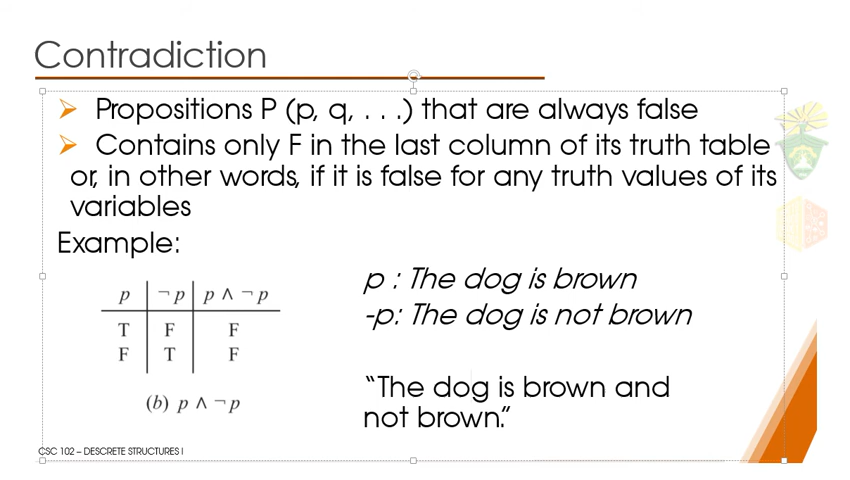 Contradiction
➢ Propositions P (p, q, . . .) that are always false
➢ Contains only F in the last column of its truth table
or, in other words, if it is false for any truth values of its
variables
Example:
p : The dog is brown
-p: The dog is not brown
p ¬ p p ∧ ¬ p
T F F
F T F
(b) p ∧ ¬ p
“The dog is brown and
not brown.”
CSC 102 – DESCRETE STRUCTURES I